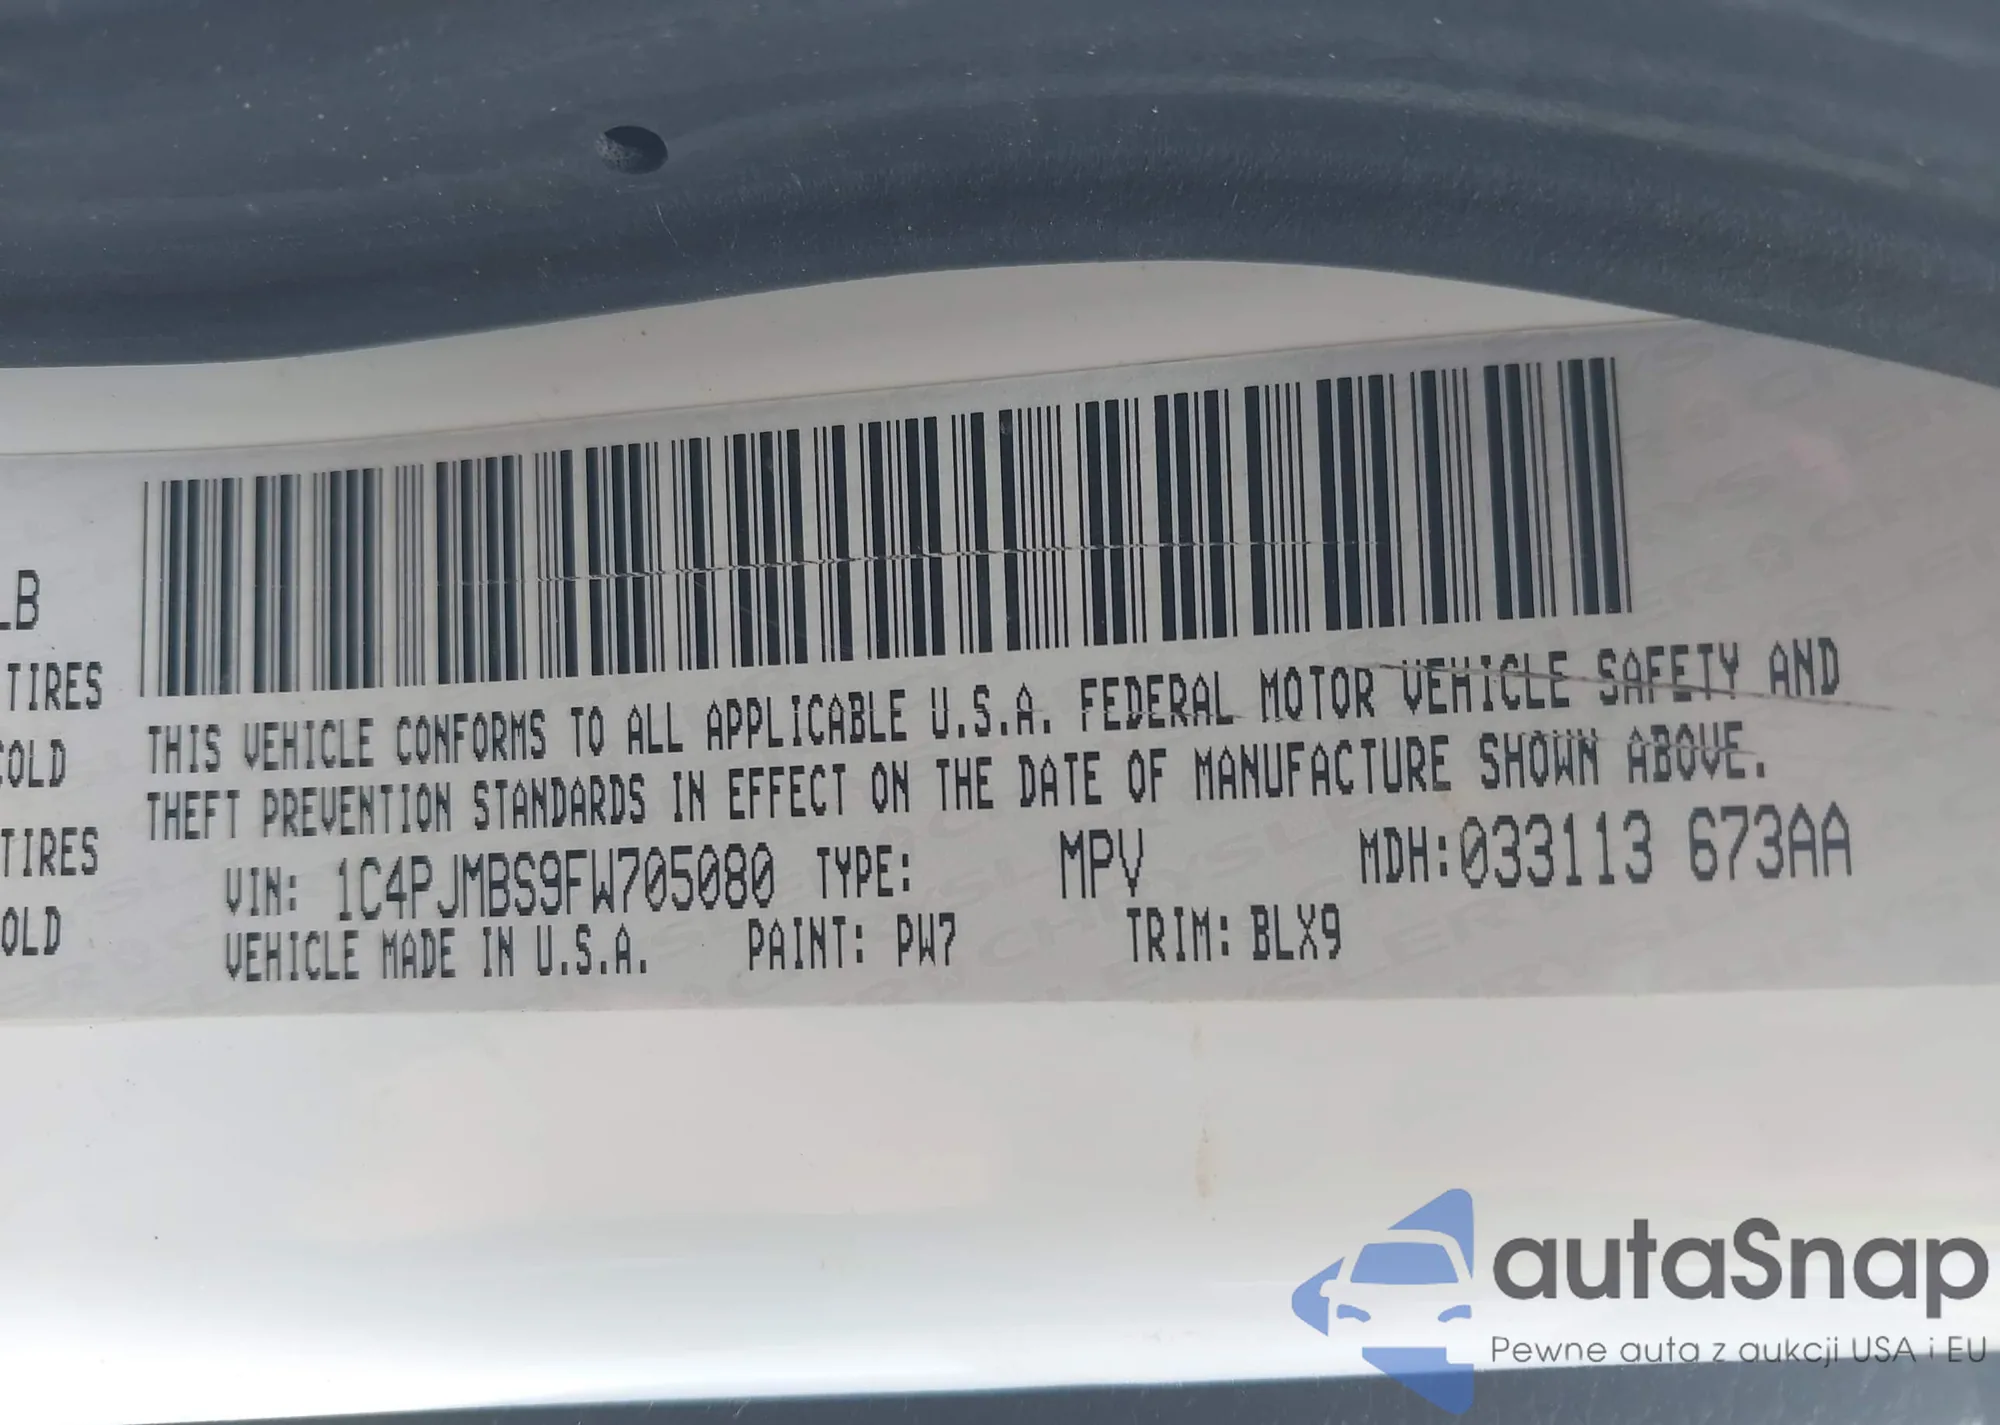 LB
TIRES
COLD
TIRES
OLD
THIS VEHICLE CONFORMS TO ALL APPLICABLE U.S.A. FEDERAL MOTOR VEHICLE SAFETY AND
THEFT PREVENTION STANDARDS IN EFFECT ON THE DATE OF MANUFACTURE SHOWN ABOVE.
VIN: 1C4PJMBS9FW705080 TYPE: MPV MDH:033113 673AA
VEHICLE MADE IN U.S.A. PAINT: PW7 TRIM: BLX9
autaSnap
Pewne auta z aukcji USA i EU